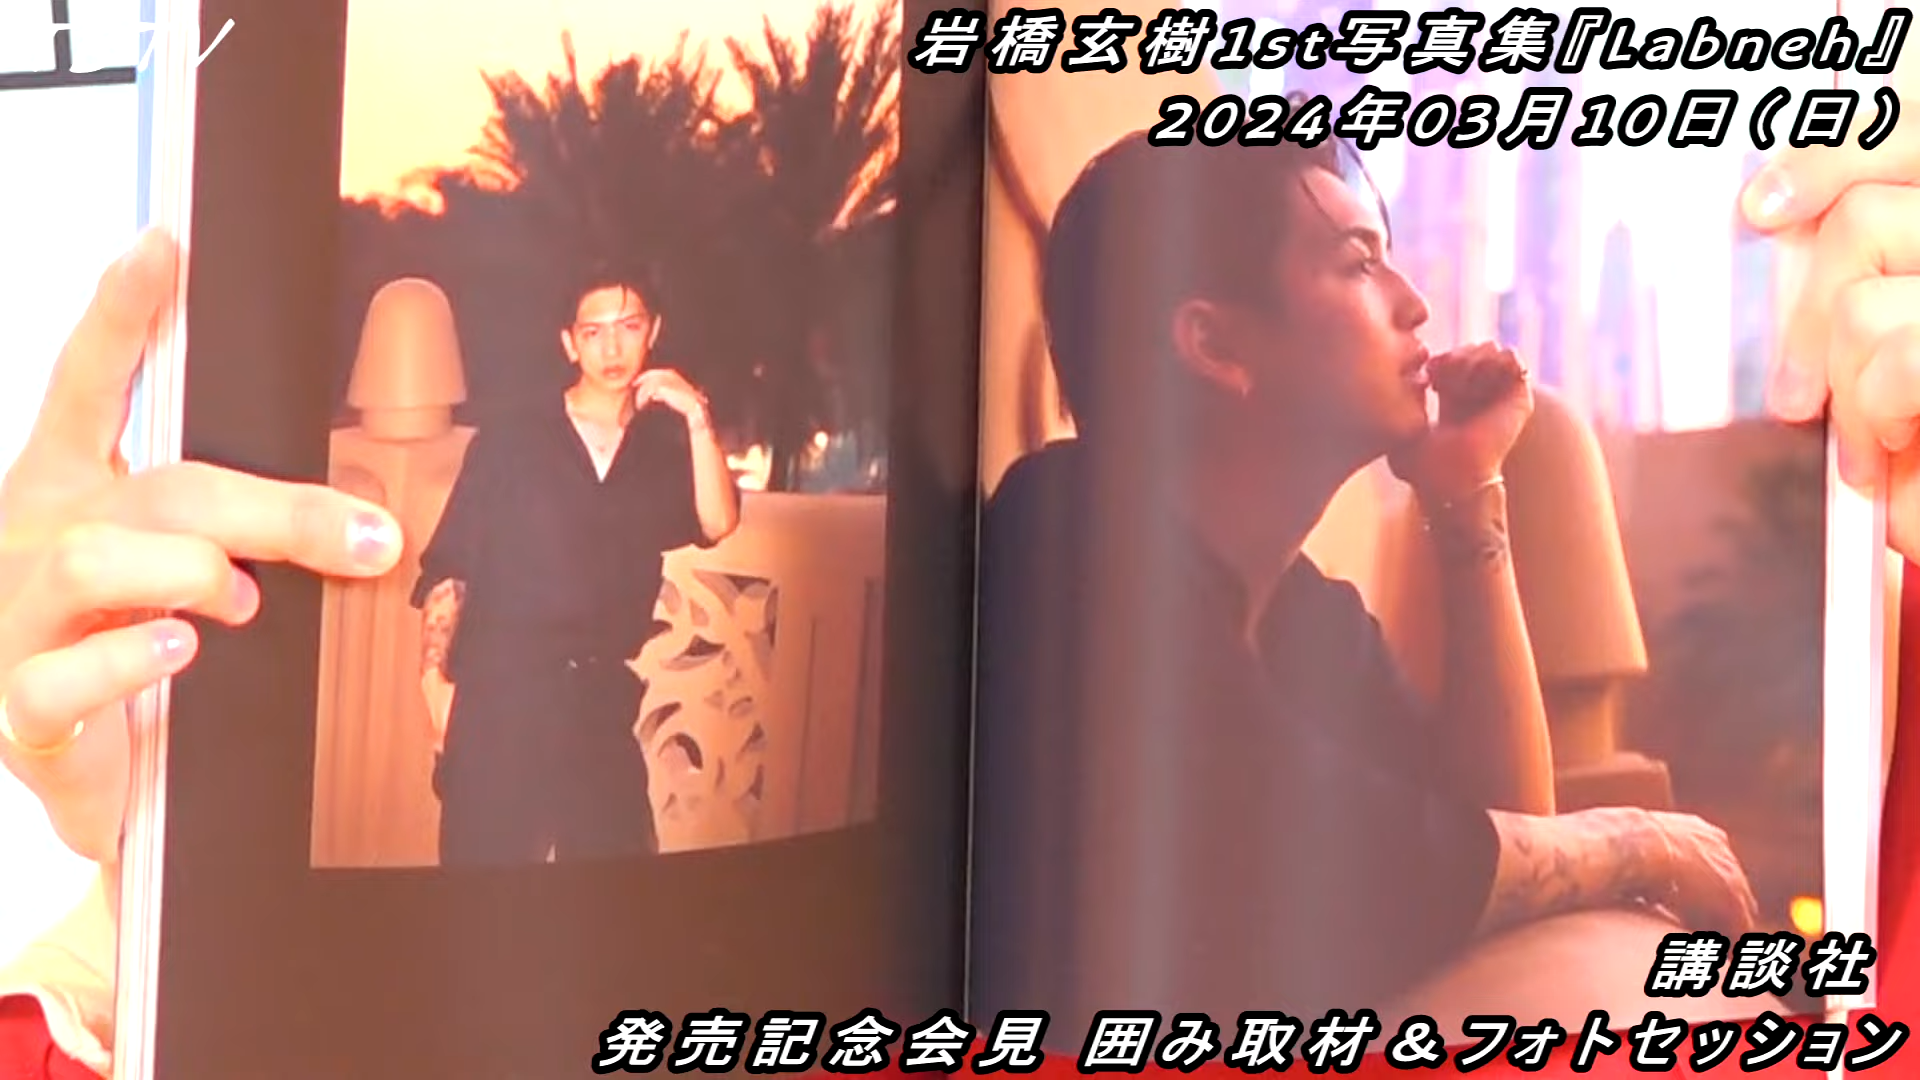 岩橋玄樹1st写真集『Labneh』
2024年03月10日(日)
講談社
発売記念会見 囲み取材&フォトセッション